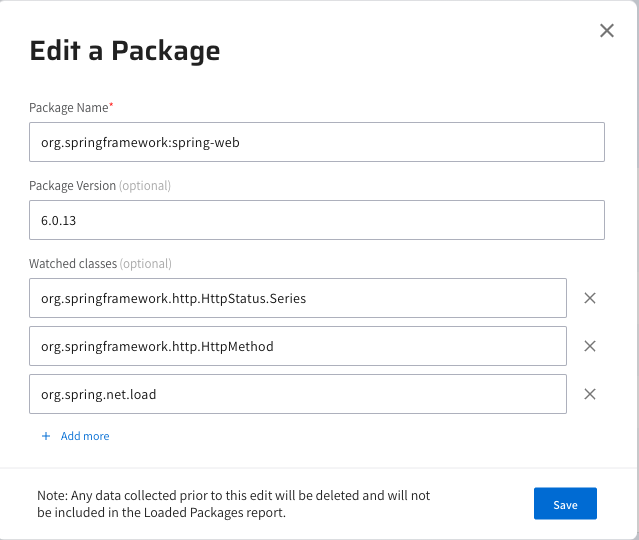 Edit a Package
Package Name*
org.springframework:spring-web
Package Version (optional)
6.0.13
Watched classes (optional)
org.springframework.http.HttpStatus.Series
org.springframework.http.HttpMethod
org.spring.net.load
+ Add more
Note: Any data collected prior to this edit will be deleted and will not
be included in the Loaded Packages report.
Save